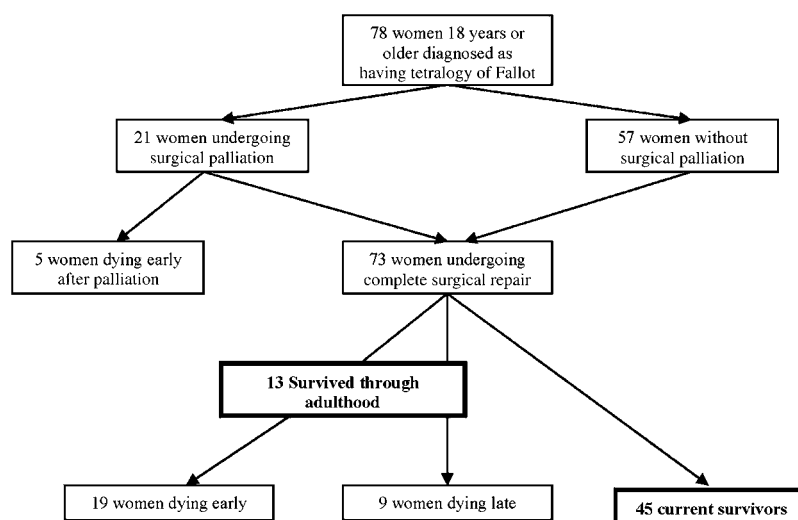 78 women 18 years or
older diagnosed as
having tetralogy of Fallot
21 women undergoing
surgical palliation
57 women without
surgical palliation
5 women dying early
after palliation
73 women undergoing
complete surgical repair
13 Survived through
adulthood
19 women dying early
9 women dying late
45 current survivors